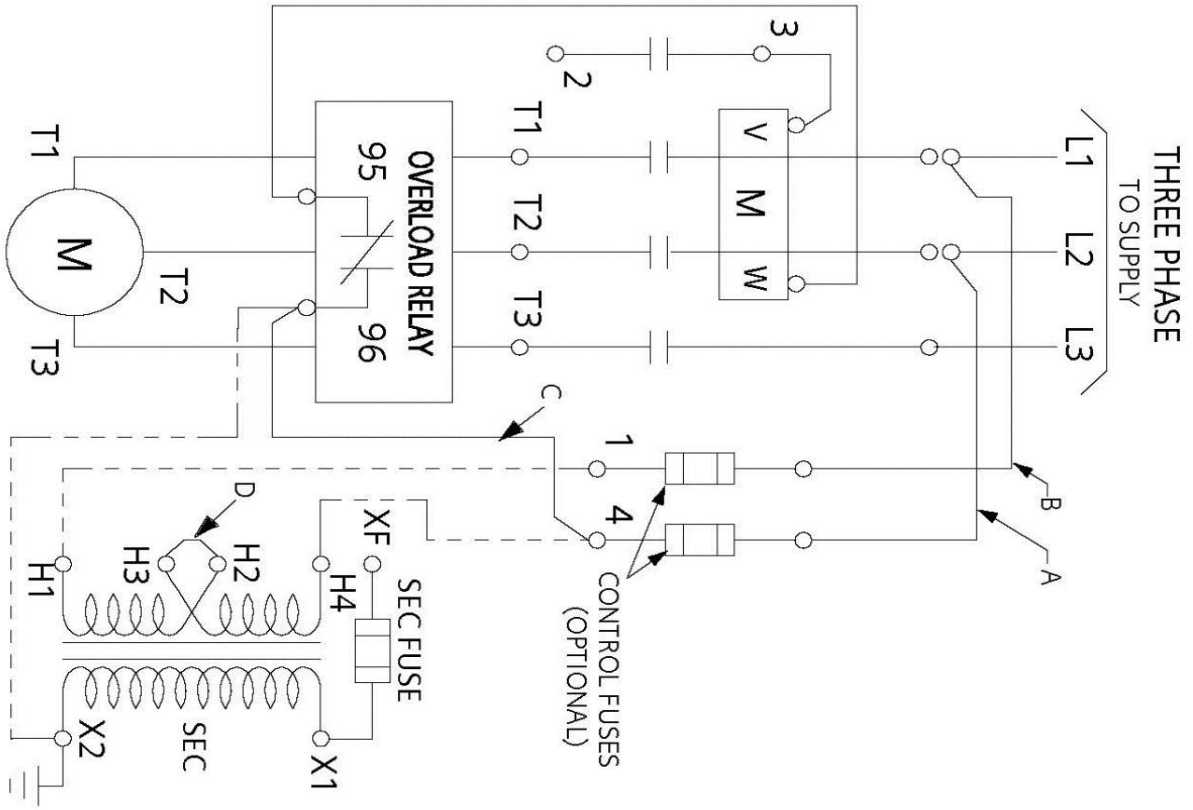 THREE PHASE
TO SUPPLY
L1
L2
L3
3
2
V
M
W
T1
T2
T3
OVERLOAD RELAY
95
96
T1
T2
T3
M
B
A
C
1
4
CONTROL FUSES
(OPTIONAL)
D
XF
SEC FUSE
H1
H3
H2
H4
SEC
X2
X1